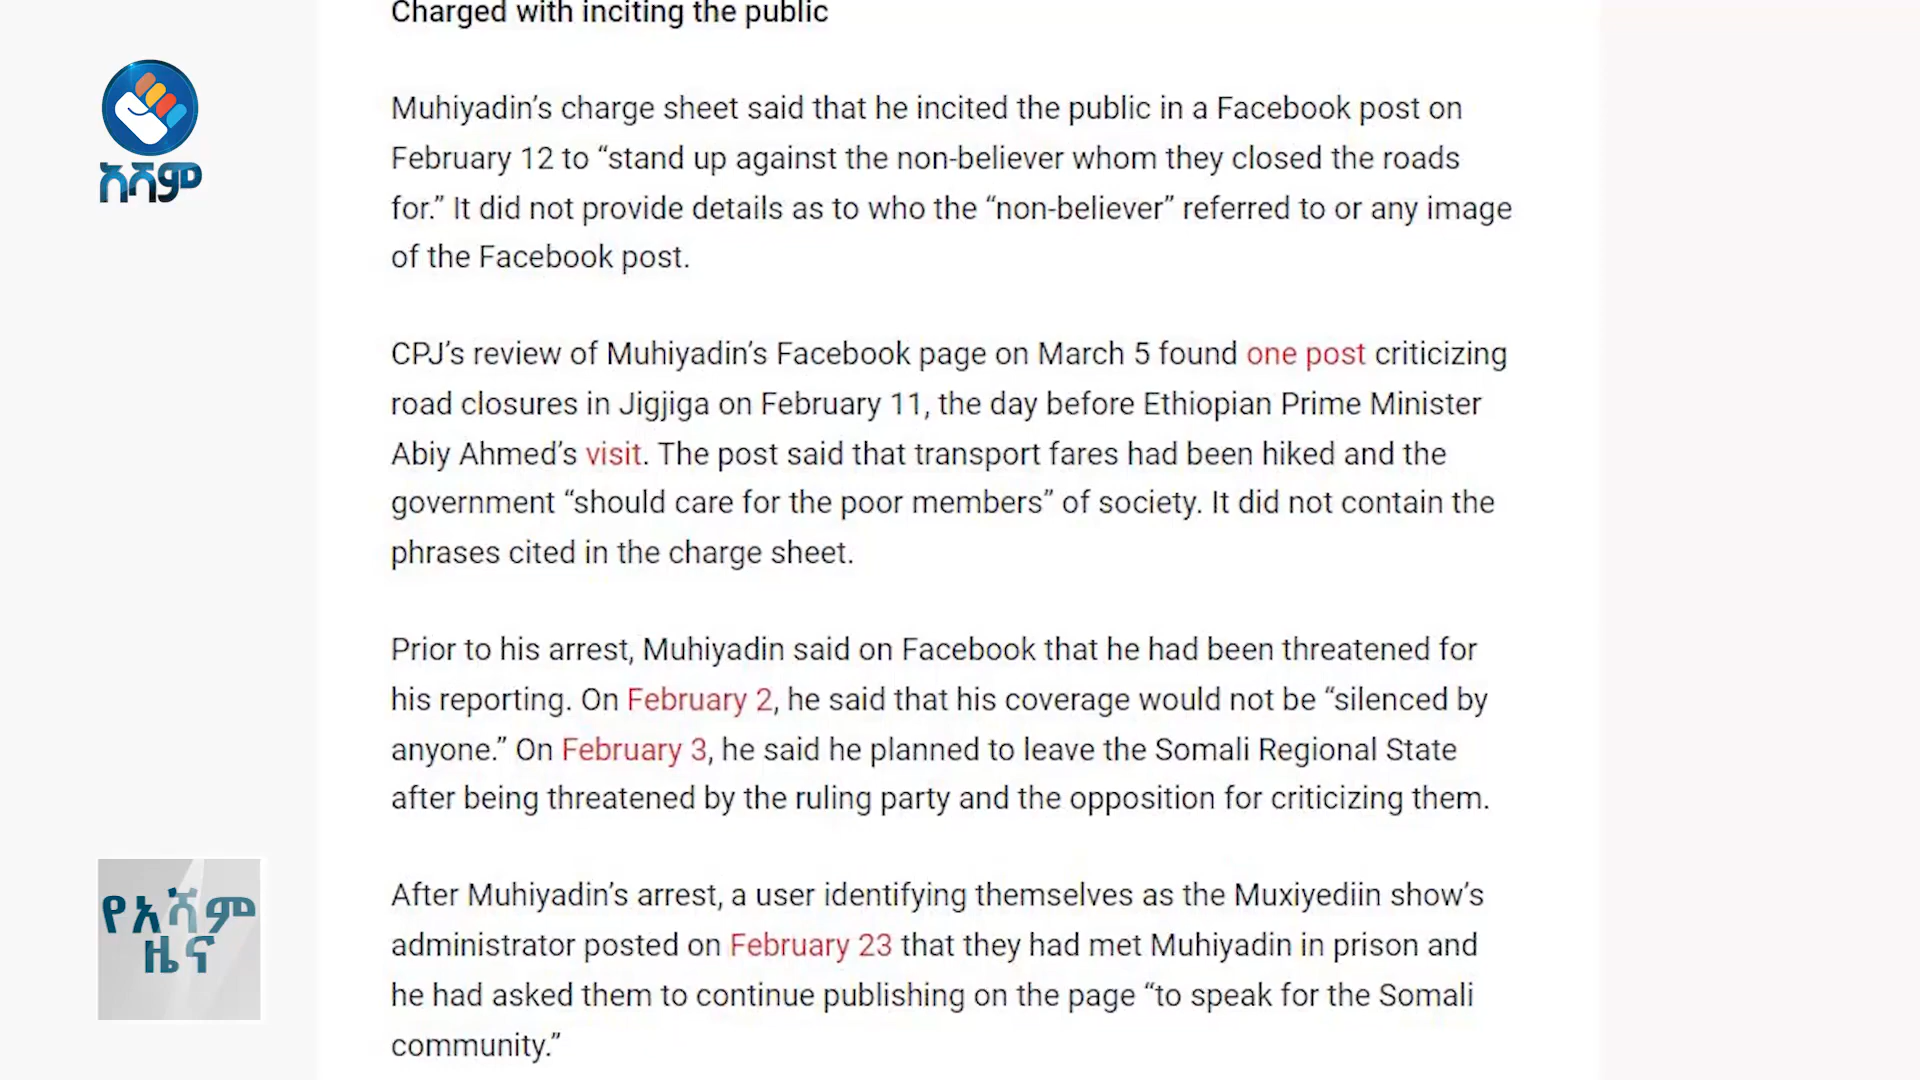 Charged with inciting the public
አሻም
Muhiyadin’s charge sheet said that he incited the public in a Facebook post on
February 12 to “stand up against the non-believer whom they closed the roads
for.” It did not provide details as to who the “non-believer” referred to or any image
of the Facebook post.
CPJ’s review of Muhiyadin’s Facebook page on March 5 found one post criticizing
road closures in Jigjiga on February 11, the day before Ethiopian Prime Minister
Abiy Ahmed’s visit. The post said that transport fares had been hiked and the
government “should care for the poor members” of society. It did not contain the
phrases cited in the charge sheet.
Prior to his arrest, Muhiyadin said on Facebook that he had been threatened for
his reporting. On February 2, he said that his coverage would not be “silenced by
anyone.” On February 3, he said he planned to leave the Somali Regional State
after being threatened by the ruling party and the opposition for criticizing them.
After Muhiyadin’s arrest, a user identifying themselves as the Muxiyediin show’s
administrator posted on February 23 that they had met Muhiyadin in prison and
he had asked them to continue publishing on the page “to speak for the Somali
community.”
የአሻም
ዜና